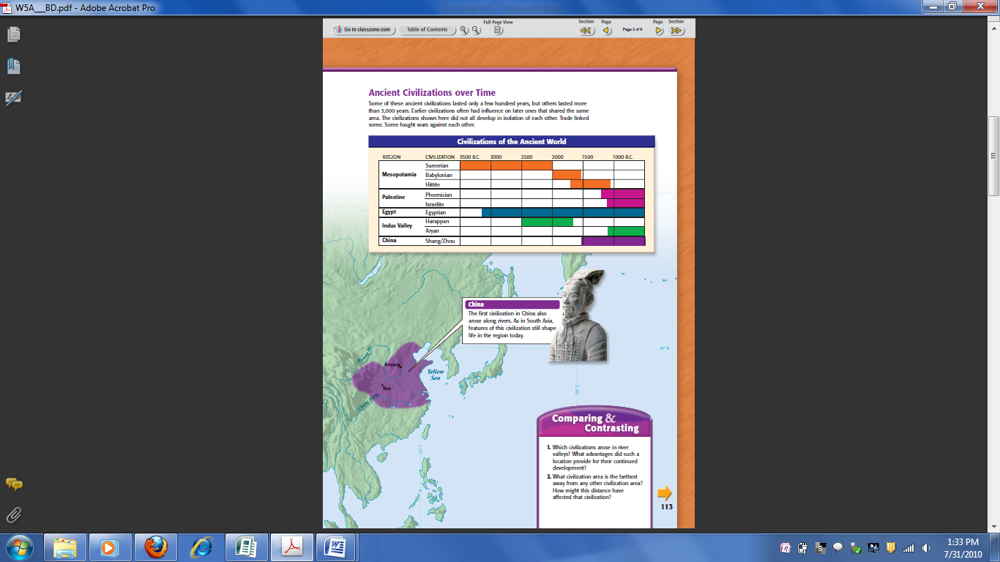 W5A___BD.pdf - Adobe Acrobat Pro
Go to classzone.com
Table of Contents
Full Page View
Section Page
Page 2 of 6
Page Section
Ancient Civilizations over Time
Some of these ancient civilizations lasted only a few hundred years, but others lasted more
than 3,000 years. Earlier civilizations often had influence on later ones that shared the same
area. The civilizations shown here did not all develop in isolation of each other. Trade linked
some. Some fought wars against each other.
Civilizations of the Ancient World
REGION CIVILIZATION 3500 B.C. 3000 2500 2000 1500 1000 B.C.
Sumerian
Mesopotamia Babylonian
Hittite
Palestine Phoenician
Israelite
Egypt Egyptian
Indus Valley Harappan
Aryan
China Shang/Zhou
China
The first civilization in China also
arose along rivers. As in South Asia,
features of this civilization still shape
life in the region today.
40° N
Huang He
Anyang
Hao
Yellow
Sea
Chang Jiang
Comparing &
Contrasting
1. Which civilizations arose in river
valleys? What advantages did such a
location provide for their continued
development?
2. What civilization area is the farthest
away from any other civilization area?
How might this distance have
affected that civilization?
113
1:33 PM
7/31/2010